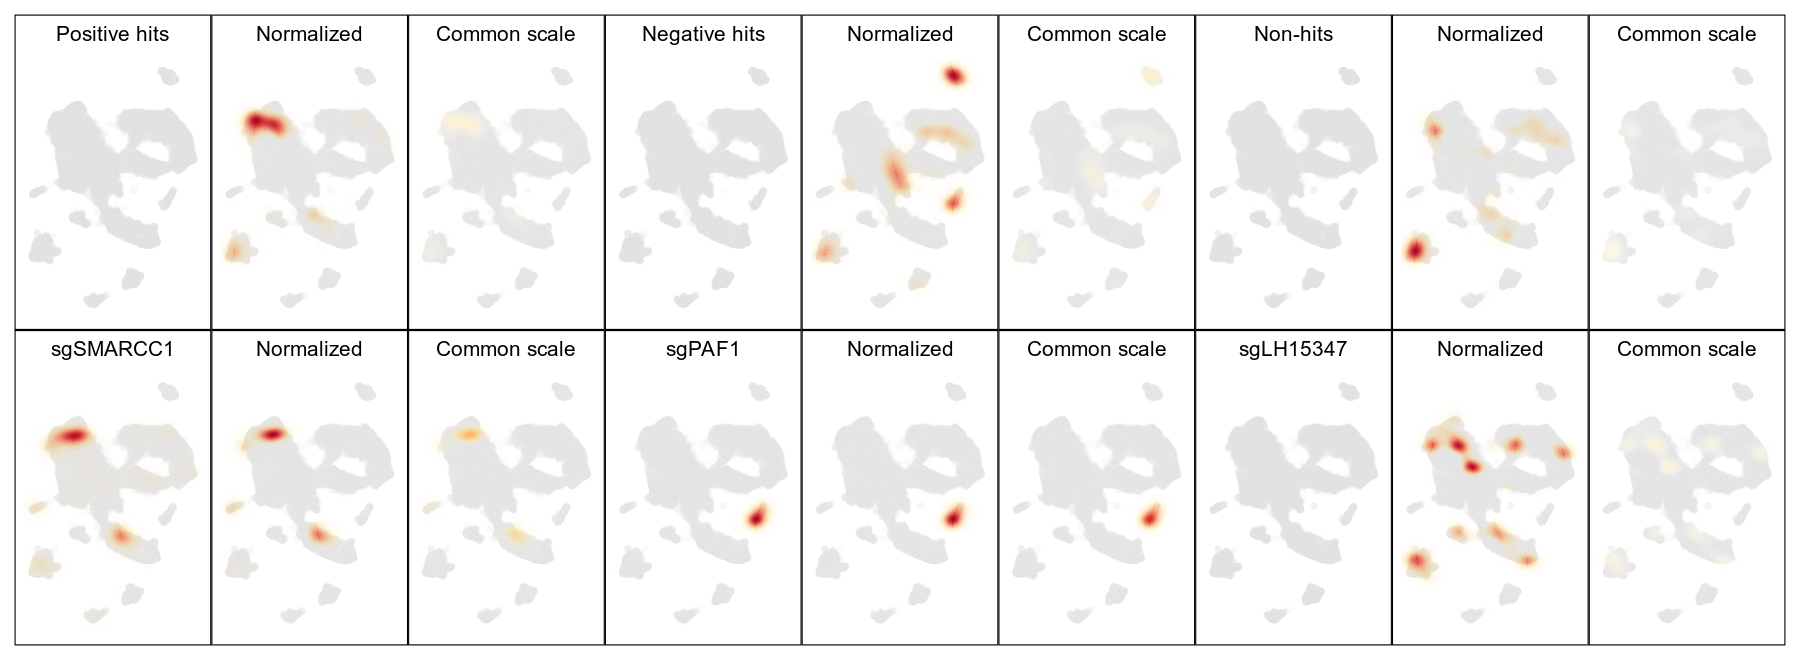 Positive hits Normalized Common scale Negative hits Normalized Common scale Non-hits Normalized Common scale
sgSMARCC1 Normalized Common scale sgPAF1 Normalized Common scale sgLH15347 Normalized Common scale